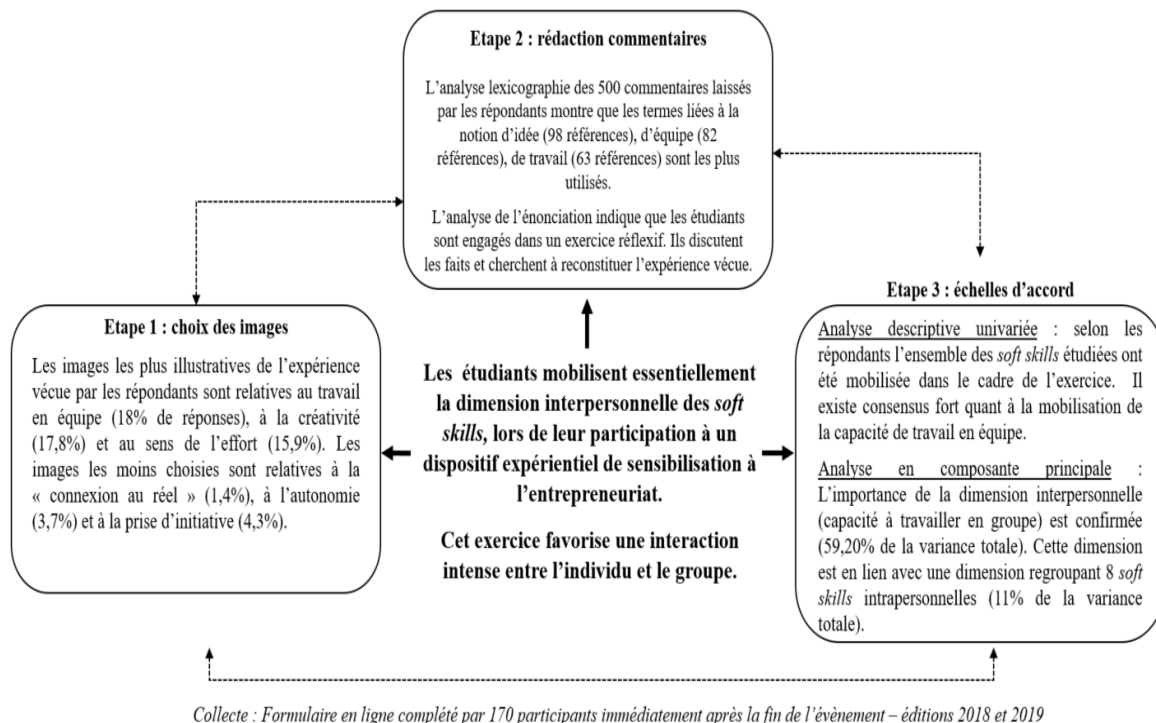 Etape 2 : rédaction commentaires
L’analyse lexicographie des 500 commentaires laissés
par les répondants montre que les termes liées à la
notion d’idée (98 références), d’équipe (82
références), de travail (63 références) sont les plus
utilisés.
L’analyse de l’énonciation indique que les étudiants
sont engagés dans un exercice réflexif. Ils discutent
les faits et cherchent à reconstituer l’expérience vécue.
Etape 1 : choix des images
Les images les plus illustratives de l’expérience
vécue par les répondants sont relatives au travail
en équipe (18% de réponses), à la créativité
(17,8%) et au sens de l’effort (15,9%). Les
images les moins choisies sont relatives à la
« connexion au réel » (1,4%), à l’autonomie
(3,7%) et à la prise d’initiative (4,3%).
Les étudiants mobilisent essentiellement
la dimension interpersonnelle des soft
skills, lors de leur participation à un
dispositif expérientiel de sensibilisation à
l’entrepreneuriat.
Cet exercice favorise une interaction
intense entre l’individu et le groupe.
Etape 3 : échelles d’accord
Analyse descriptive univariée : selon les
répondants l’ensemble des soft skills étudiées ont
été mobilisée dans le cadre de l’exercice. Il
existe consensus fort quant à la mobilisation de
la capacité de travail en équipe.
Analyse en composante principale :
L’importance de la dimension interpersonnelle
(capacité à travailler en groupe) est confirmée
(59,20% de la variance totale). Cette dimension
est en lien avec une dimension regroupant 8 soft
skills intrapersonnelles (11% de la variance
totale).
Collecte : Formulaire en ligne complété par 170 participants immédiatement après la fin de l’évènement – éditions 2018 et 2019